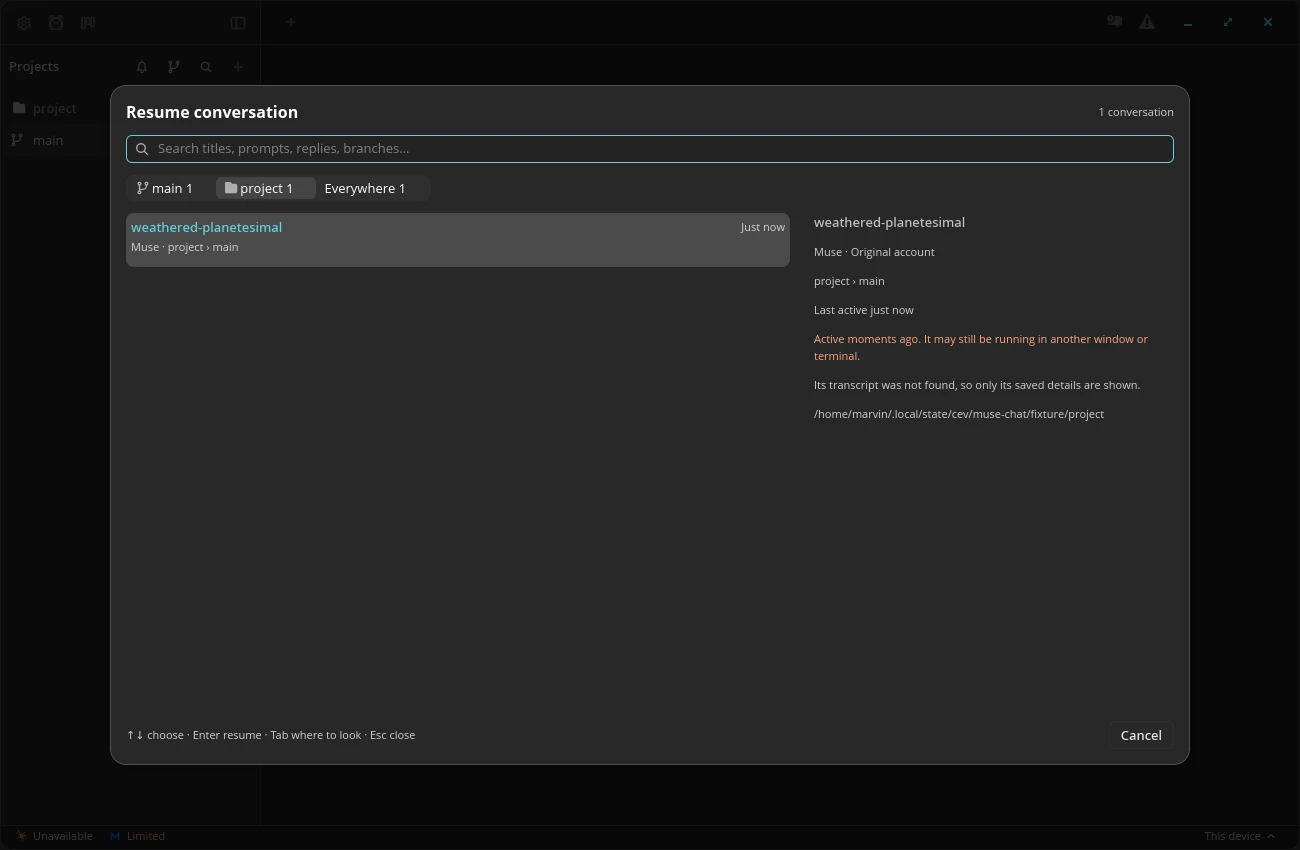 Projects
project
main
Resume conversation
1 conversation
Search titles, prompts, replies, branches...
main 1
project 1
Everywhere 1
weathered-planetesimal
Just now
Muse · project › main
weathered-planetesimal
Muse · Original account
project › main
Last active just now
Active moments ago. It may still be running in another window or
terminal.
Its transcript was not found, so only its saved details are shown.
/home/marvin/.local/state/cev/muse-chat/fixture/project
↑↓ choose · Enter resume · Tab where to look · Esc close
Cancel
Unavailable
Limited
This device